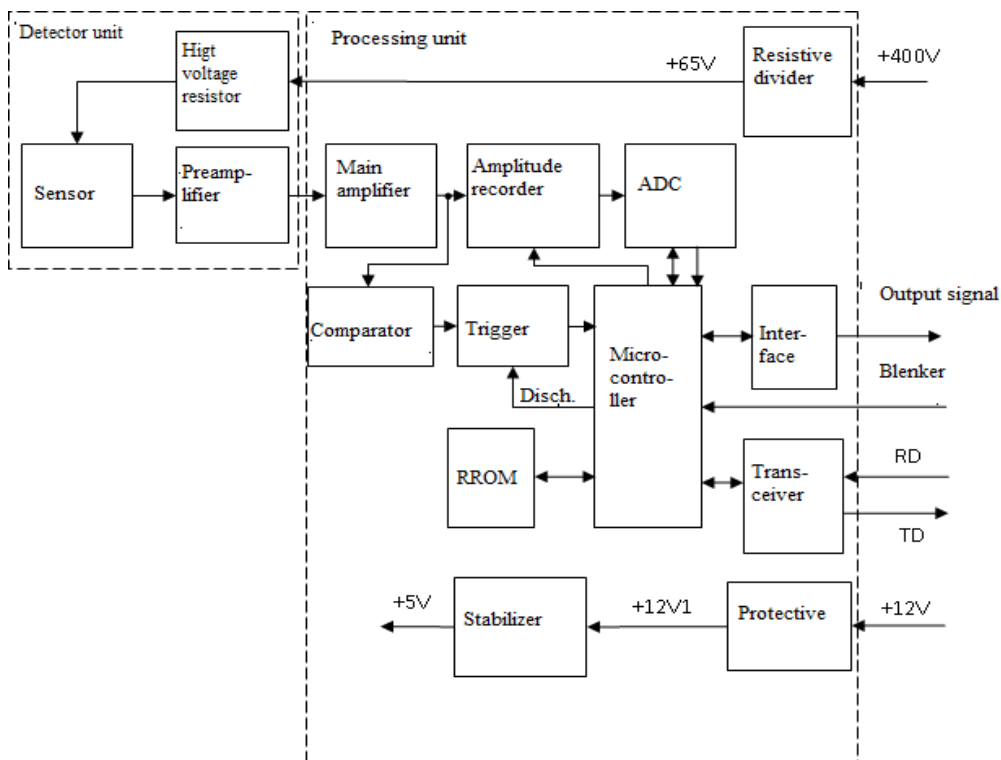 Detector unit
Processing unit
Higt
voltage
resistor
+65V
Resistive
divider
+400V
Sensor
Preamp-
lifier
Main
amplifier
Amplitude
recorder
ADC
Comparator
Trigger
Micro-
contro-
ller
Inter-
face
Output signal
Blenker
Disch.
RROM
Trans-
ceiver
RD
TD
+5V
Stabilizer
+12V1
Protective
+12V